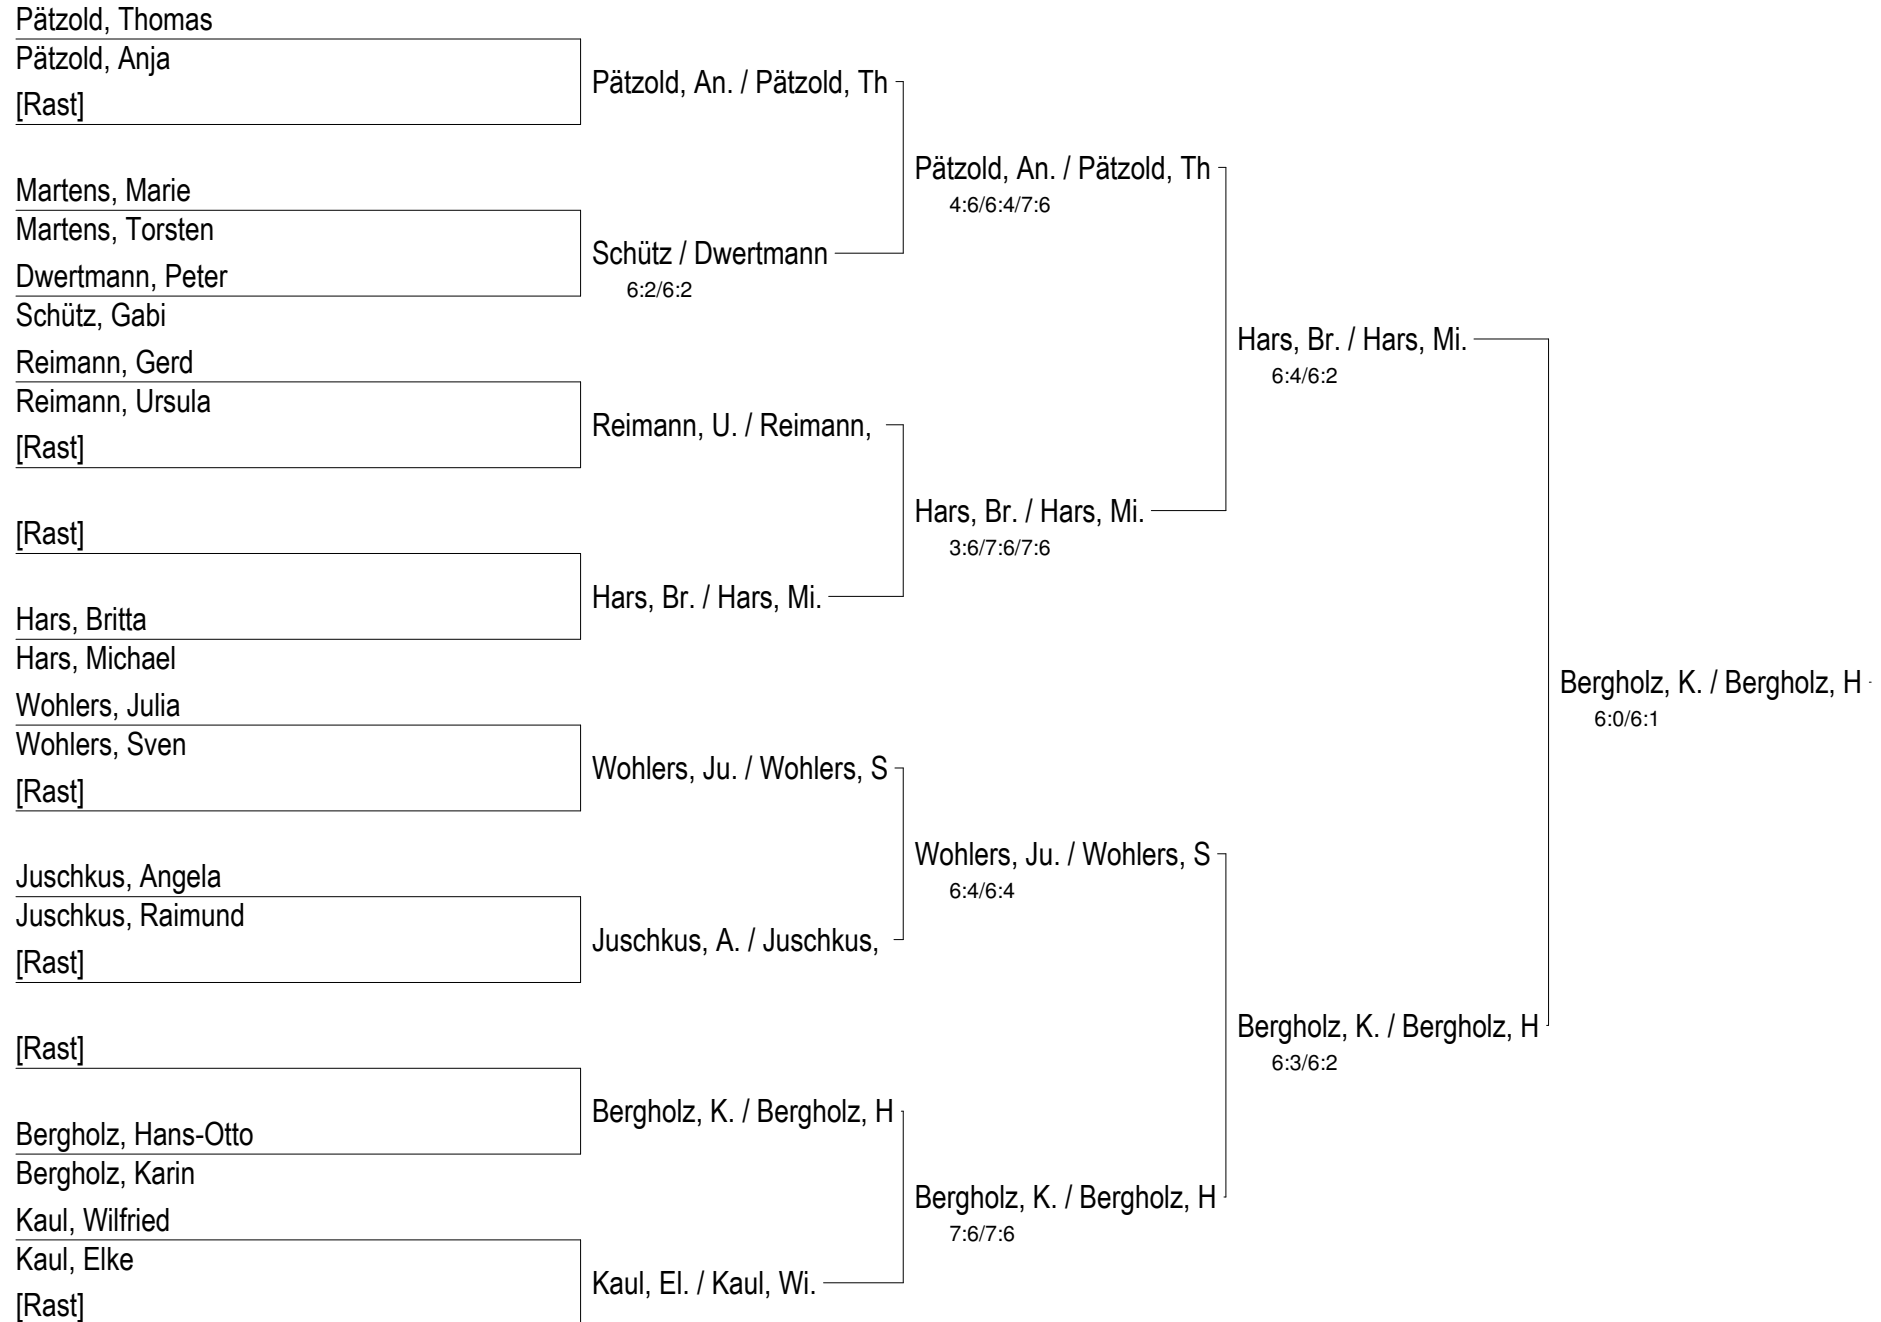 Pätzold, Thomas
Pätzold, Anja
[Rast]
Martens, Marie
Martens, Torsten
Dwertmann, Peter
Schütz, Gabi
Reimann, Gerd
Reimann, Ursula
[Rast]
[Rast]
Hars, Britta
Hars, Michael
Wohlers, Julia
Wohlers, Sven
[Rast]
Juschkus, Angela
Juschkus, Raimund
[Rast]
[Rast]
Bergholz, Hans-Otto
Bergholz, Karin
Kaul, Wilfried
Kaul, Elke
[Rast]
Pätzold, An. / Pätzold, Th
Schütz / Dwertmann
6:2/6:2
Reimann, U. / Reimann,
Hars, Br. / Hars, Mi.
Wohlers, Ju. / Wohlers, S
Juschkus, A. / Juschkus,
Bergholz, K. / Bergholz, H
Kaul, El. / Kaul, Wi.
Pätzold, An. / Pätzold, Th
4:6/6:4/7:6
Hars, Br. / Hars, Mi.
3:6/7:6/7:6
Wohlers, Ju. / Wohlers, S
6:4/6:4
Bergholz, K. / Bergholz, H
7:6/7:6
Hars, Br. / Hars, Mi.
6:4/6:2
Bergholz, K. / Bergholz, H
6:3/6:2
Bergholz, K. / Bergholz, H
6:0/6:1